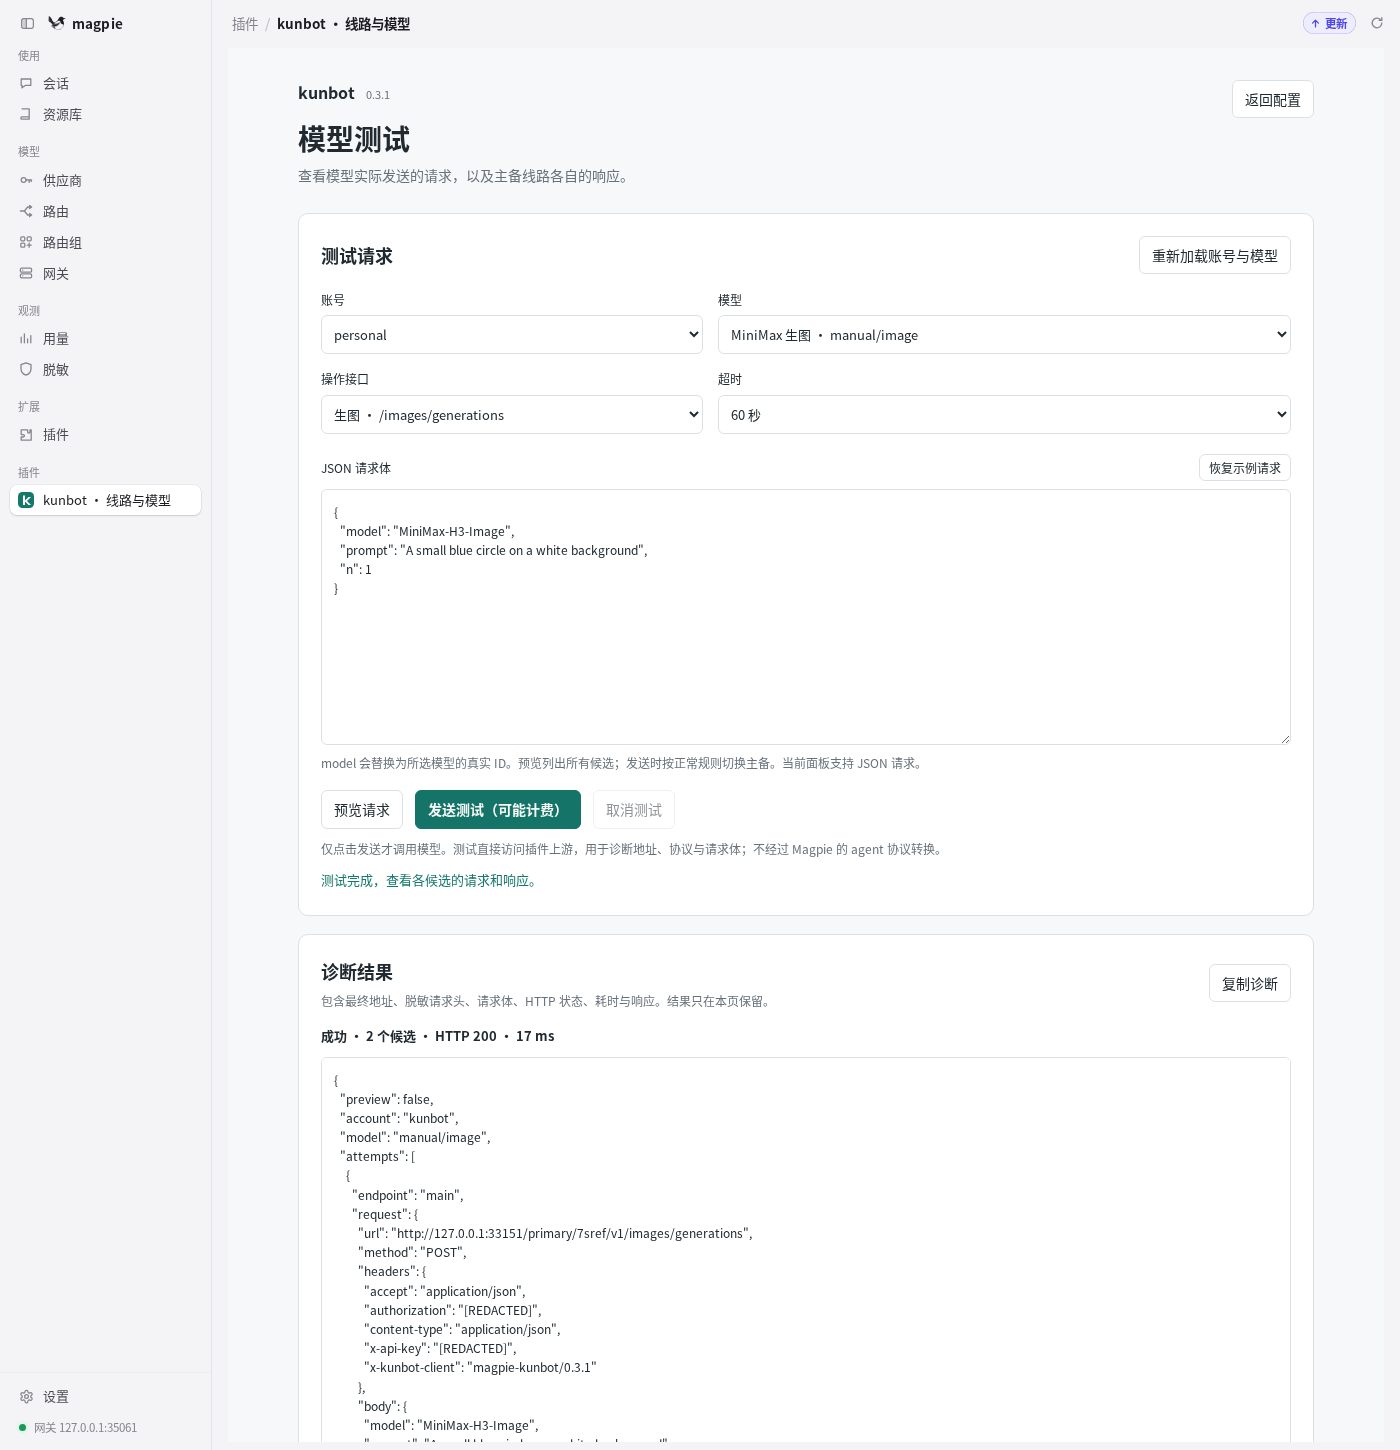 magpie
使用
会话
资源库
模型
供应商
路由
路由组
网关
观测
用量
脱敏
扩展
插件
插件
kunbot · 线路与模型
设置
网关 127.0.0.1:35061
插件 / kunbot · 线路与模型
更新
kunbot 0.3.1
返回配置
模型测试
查看模型实际发送的请求，以及主备线路各自的响应。
测试请求
重新加载账号与模型
账号
模型
personal
MiniMax 生图 · manual/image
操作接口
超时
生图 · /images/generations
60 秒
JSON 请求体
恢复示例请求
{
"model": "MiniMax-H3-Image",
"prompt": "A small blue circle on a white background",
"n": 1
}
model 会替换为所选模型的真实 ID。预览列出所有候选；发送时按正常规则切换主备。当前面板支持 JSON 请求。
预览请求
发送测试（可能计费）
取消测试
仅点击发送才调用模型。测试直接访问插件上游，用于诊断地址、协议与请求体；不经过 Magpie 的 agent 协议转换。
测试完成，查看各候选的请求和响应。
诊断结果
复制诊断
包含最终地址、脱敏请求头、请求体、HTTP 状态、耗时与响应。结果只在本页保留。
成功 · 2 个候选 · HTTP 200 · 17 ms
{
"preview": false,
"account": "kunbot",
"model": "manual/image",
"attempts": [
{
"endpoint": "main",
"request": {
"url": "http://127.0.0.1:33151/primary/7sref/v1/images/generations",
"method": "POST",
"headers": {
"accept": "application/json",
"authorization": "[REDACTED]",
"content-type": "application/json",
"x-api-key": "[REDACTED]",
"x-kunbot-client": "magpie-kunbot/0.3.1"
},
"body": {
"model": "MiniMax-H3-Image",